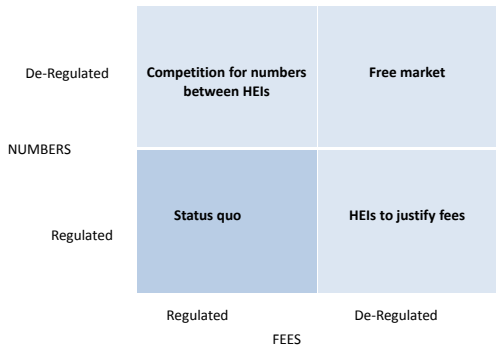 De-Regulated
Competition for numbers
between HEIs
Free market
NUMBERS
Regulated
Status quo
HEIs to justify fees
Regulated
De-Regulated
FEES